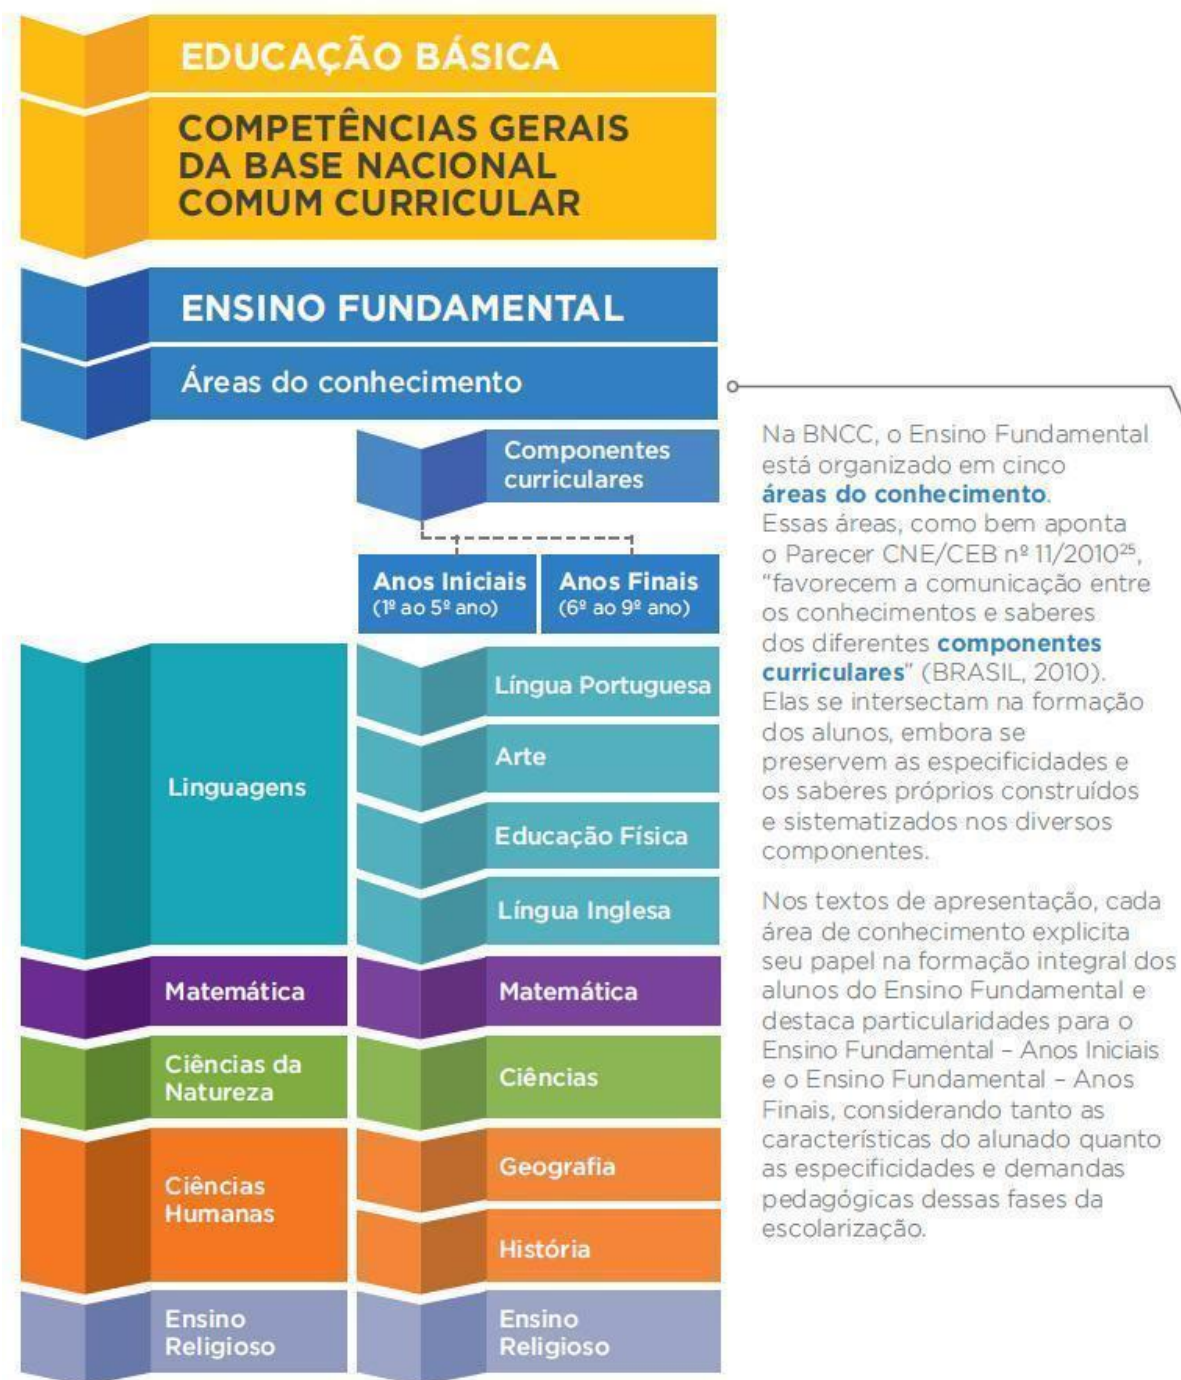 EDUCAÇÃO BÁSICA
COMPETÊNCIAS GERAIS
DA BASE NACIONAL
COMUM CURRICULAR
ENSINO FUNDAMENTAL
Áreas do conhecimento
Componentes
curriculares
Anos Iniciais
(1º ao 5º ano)
Anos Finais
(6º ao 9º ano)
Linguagens
Língua Portuguesa
Arte
Educação Física
Língua Inglesa
Matemática
Matemática
Ciências da
Natureza
Ciências
Ciências
Humanas
Geografia
História
Ensino
Religioso
Ensino
Religioso
Na BNCC, o Ensino Fundamental
está organizado em cinco
áreas do conhecimento.
Essas áreas, como bem aponta
o Parecer CNE/CEB nº 11/2010²⁵,
“favorecem a comunicação entre
os conhecimentos e saberes
dos diferentes componentes
curriculares” (BRASIL, 2010).
Elas se intersectam na formação
dos alunos, embora se
preservem as especificidades e
os saberes próprios construídos
e sistematizados nos diversos
componentes.
Nos textos de apresentação, cada
área de conhecimento explicita
seu papel na formação integral dos
alunos do Ensino Fundamental e
destaca particularidades para o
Ensino Fundamental – Anos Iniciais
e o Ensino Fundamental – Anos
Finais, considerando tanto as
características do alunado quanto
as especificidades e demandas
pedagógicas dessas fases da
escolarização.